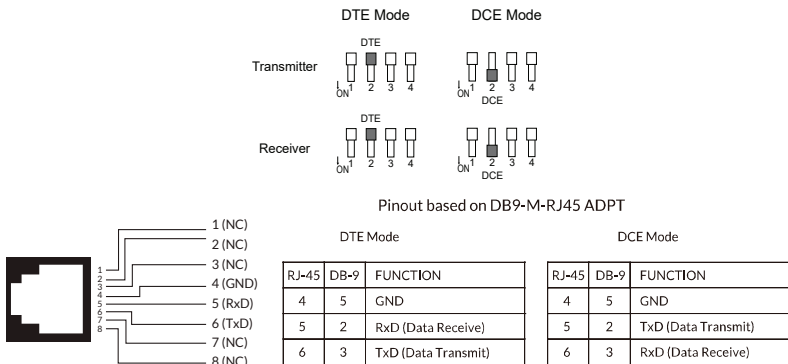 DTE Mode DCE Mode
DTE
Transmitter
ON 1 2 3 4
ON 1 2 3 4
DCE
DTE
Receiver
ON 1 2 3 4
ON 1 2 3 4
DCE
Pinout based on DB9-M-RJ45 ADPT
1
2
3
4
5
6
7
8
1 (NC)
2 (NC)
3 (NC)
4 (GND)
5 (RxD)
6 (TxD)
7 (NC)
8 (NC)
DTE Mode
RJ-45 DB-9 FUNCTION
4 5 GND
5 2 RxD (Data Receive)
6 3 TxD (Data Transmit)
DCE Mode
RJ-45 DB-9 FUNCTION
4 5 GND
5 2 TxD (Data Transmit)
6 3 RxD (Data Receive)